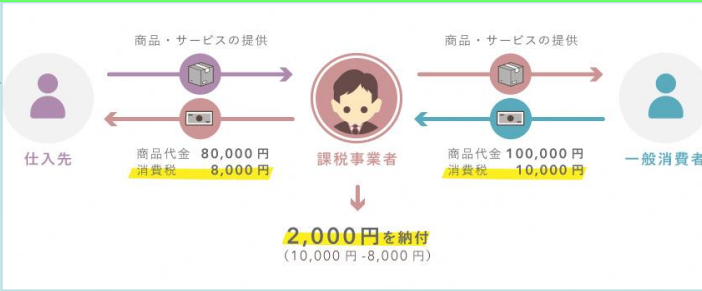 商品・サービスの提供
商品・サービスの提供
仕入先
商品代金 80,000円
消費税 8,000円
課税事業者
商品代金 100,000円
消費税 10,000円
一般消費者
2,000円を納付
(10,000円-8,000円)